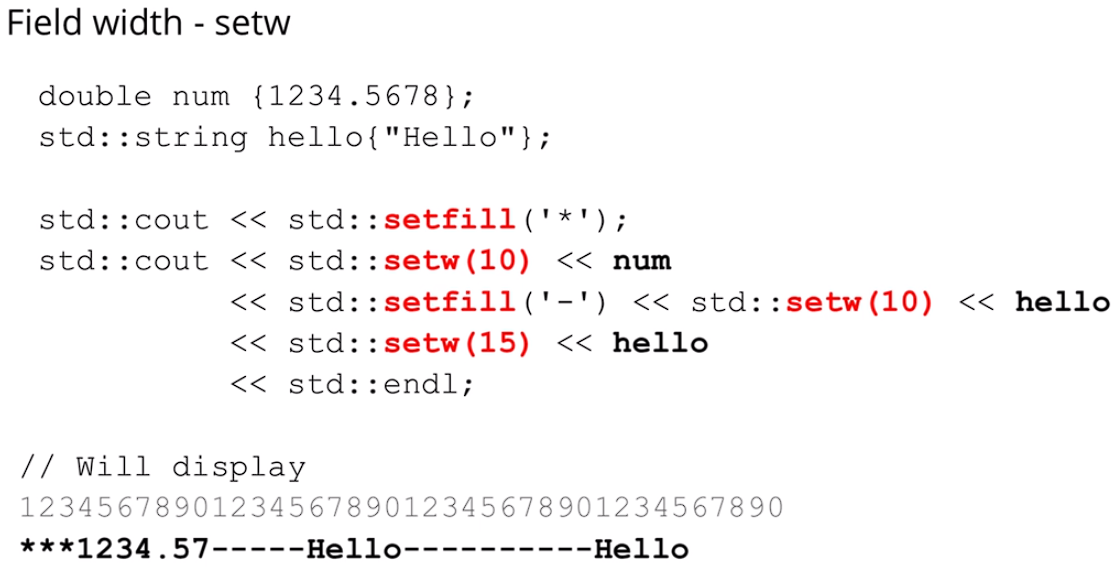 Field width - setw
double num {1234.5678};
std::string hello{"Hello"};
std::cout << std::setfill('*');
std::cout << std::setw(10) << num
<< std::setfill('-') << std::setw(10) << hello
<< std::setw(15) << hello
<< std::endl;
// Will display
1234567890123456789012345678901234567890
***1234.57-----Hello----------Hello